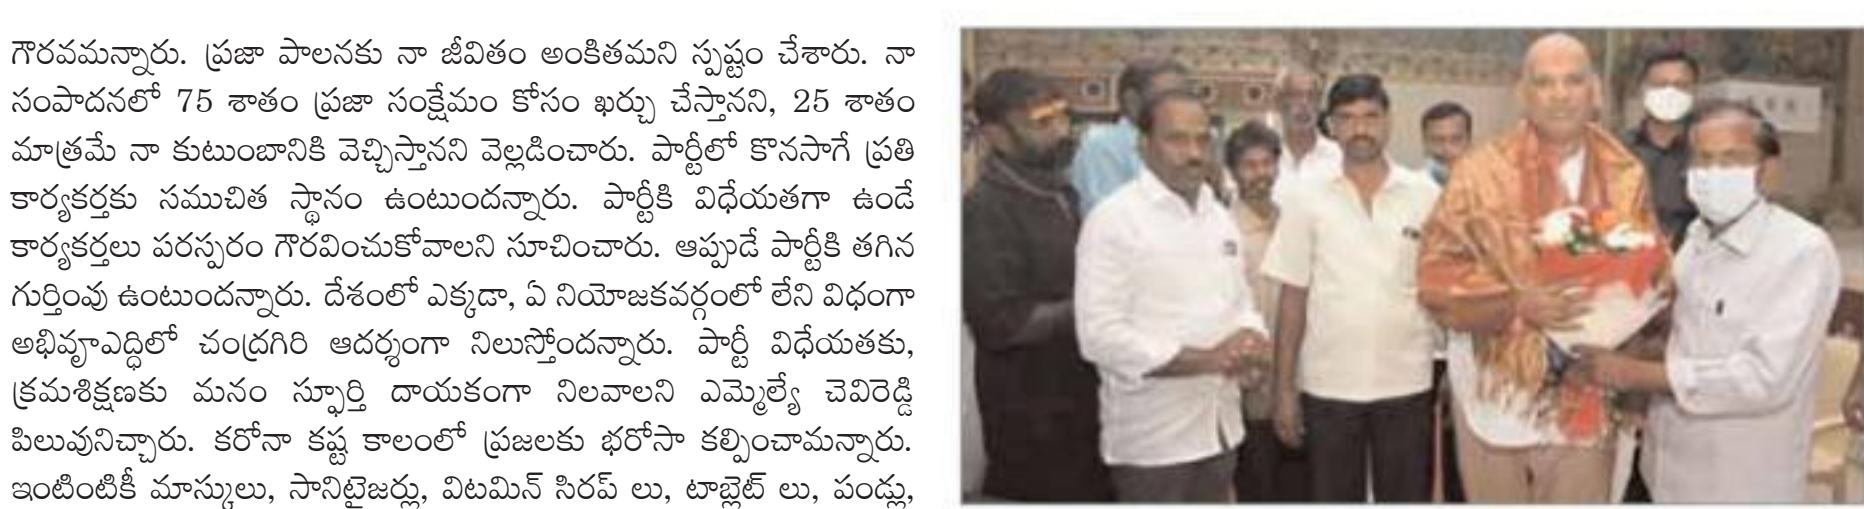 గౌరవమన్నారు. ప్రజా పాలనకు నా జీవితం అంకితమని స్పష్టం చేశారు. నా
సంపాదనలో 75 శాతం ప్రజా సంక్షేమం కోసం ఖర్చు చేస్తానని, 25 శాతం
మాత్రమే నా కుటుంబానికి వెచ్చిస్తానని వెల్లడించారు. పార్టీలో కొనసాగే ప్రతి
కార్యకర్తకు సముచిత స్థానం ఉంటుందన్నారు. పార్టీకి విధేయతగా ఉండే
కార్యకర్తలు పరస్పరం గౌరవించుకోవాలని సూచించారు. ఆప్పుడే పార్టీకి తగిన
గుర్తింవు ఉంటుందన్నారు. దేశంలో ఎక్కడా, ఏ నియోజకవర్గంలో లేని విధంగా
అభివృాఎద్ధిలో చంద్రగిరి ఆదర్శంగా నిలుస్తోందన్నారు. పార్టీ విధేయతకు,
క్రమశిక్షణకు మనం స్ఫూర్తి దాయకంగా నిలవాలని ఎమ్మెల్యే చెవిరెడ్డి
పిలువునిచ్చారు. కరోనా కష్ట కాలంలో ప్రజలకు భరోసా కల్పించామన్నారు.
ఇంటింటికీ మాస్కులు, సానిటైజర్లు, విటమిన్ సిరప్ లు, టాబ్లెట్ లు, పండ్లు,